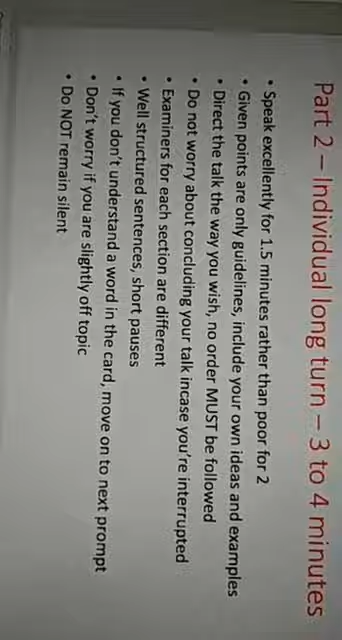 Part 2 – Individual long turn – 3 to 4 minutes
• Speak excellently for 1.5 minutes rather than poor for 2
• Given points are only guidelines, include your own ideas and examples
• Direct the talk the way you wish, no order MUST be followed
• Do not worry about concluding your talk incase you're interrupted
• Examiners for each section are different
• Well structured sentences, short pauses
• If you don't understand a word in the card, move on to next prompt
• Don't worry if you are slightly off topic
• Do NOT remain silent